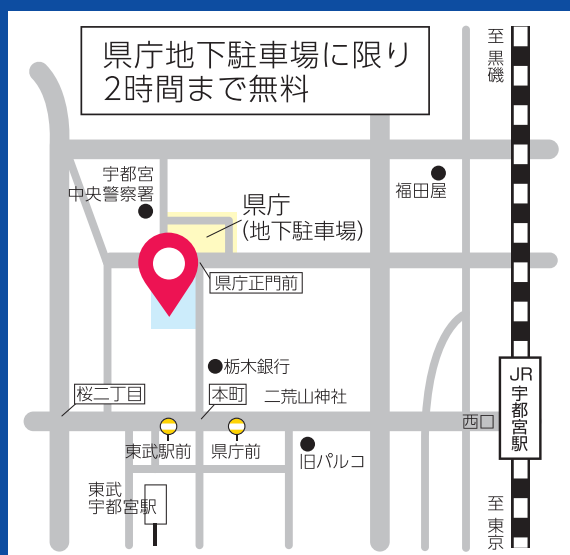 県庁地下駐車場に限り
2時間まで無料
至黒磯
宇都宮
中央警察署
福田屋
県庁
(地下駐車場)
県庁正門前
栃木銀行
JR宇都宮駅
桜二丁目
本町
二荒山神社
西口
東武駅前
県庁前
旧パルコ
東武
宇都宮駅
至東京